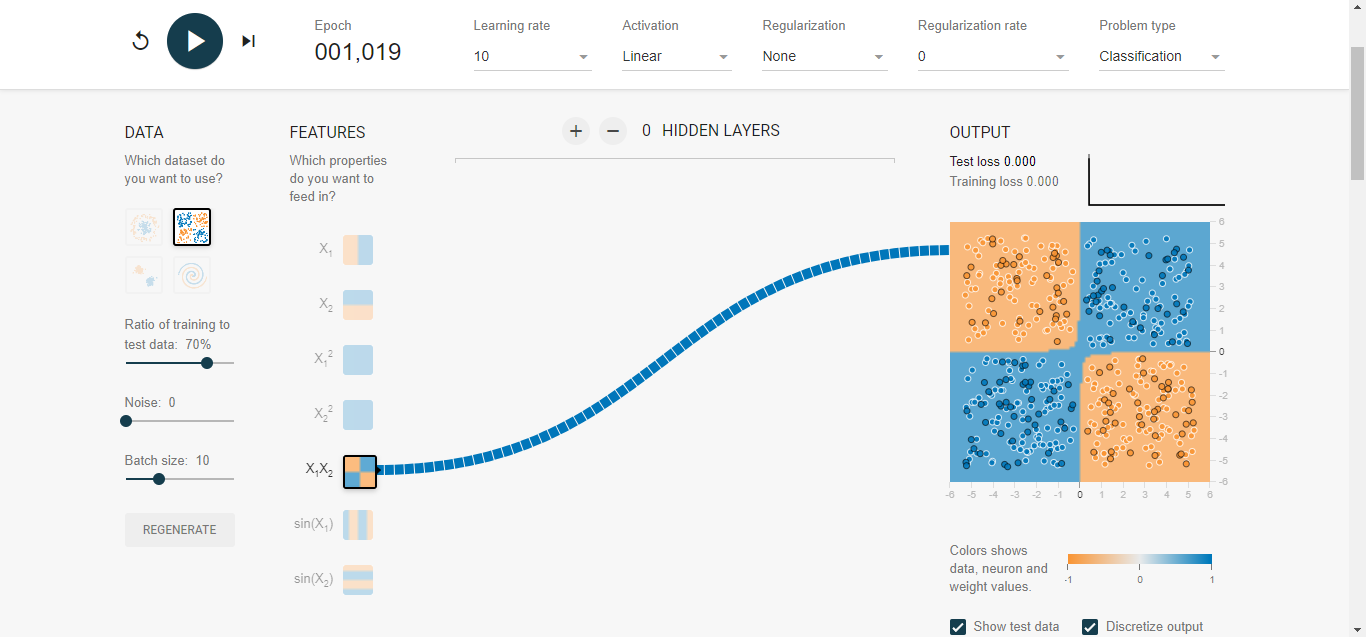 Epoch
001,019
Learning rate
10
Activation
Linear
Regularization
None
Regularization rate
0
Problem type
Classification
DATA
Which dataset do
you want to use?
Ratio of training to
test data: 70%
Noise: 0
Batch size: 10
REGENERATE
FEATURES
Which properties
do you want to
feed in?
X₁
X₂
X₁²
X₂²
X₁X₂
sin(X₁)
sin(X₂)
+ − 0 HIDDEN LAYERS
OUTPUT
Test loss 0.000
Training loss 0.000
6
5
4
3
2
1
0
-1
-2
-3
-4
-5
-6
-6 -5 -4 -3 -2 -1 0 1 2 3 4 5 6
Colors shows
data, neuron and
weight values.
-1 0 1
Show test data
Discretize output